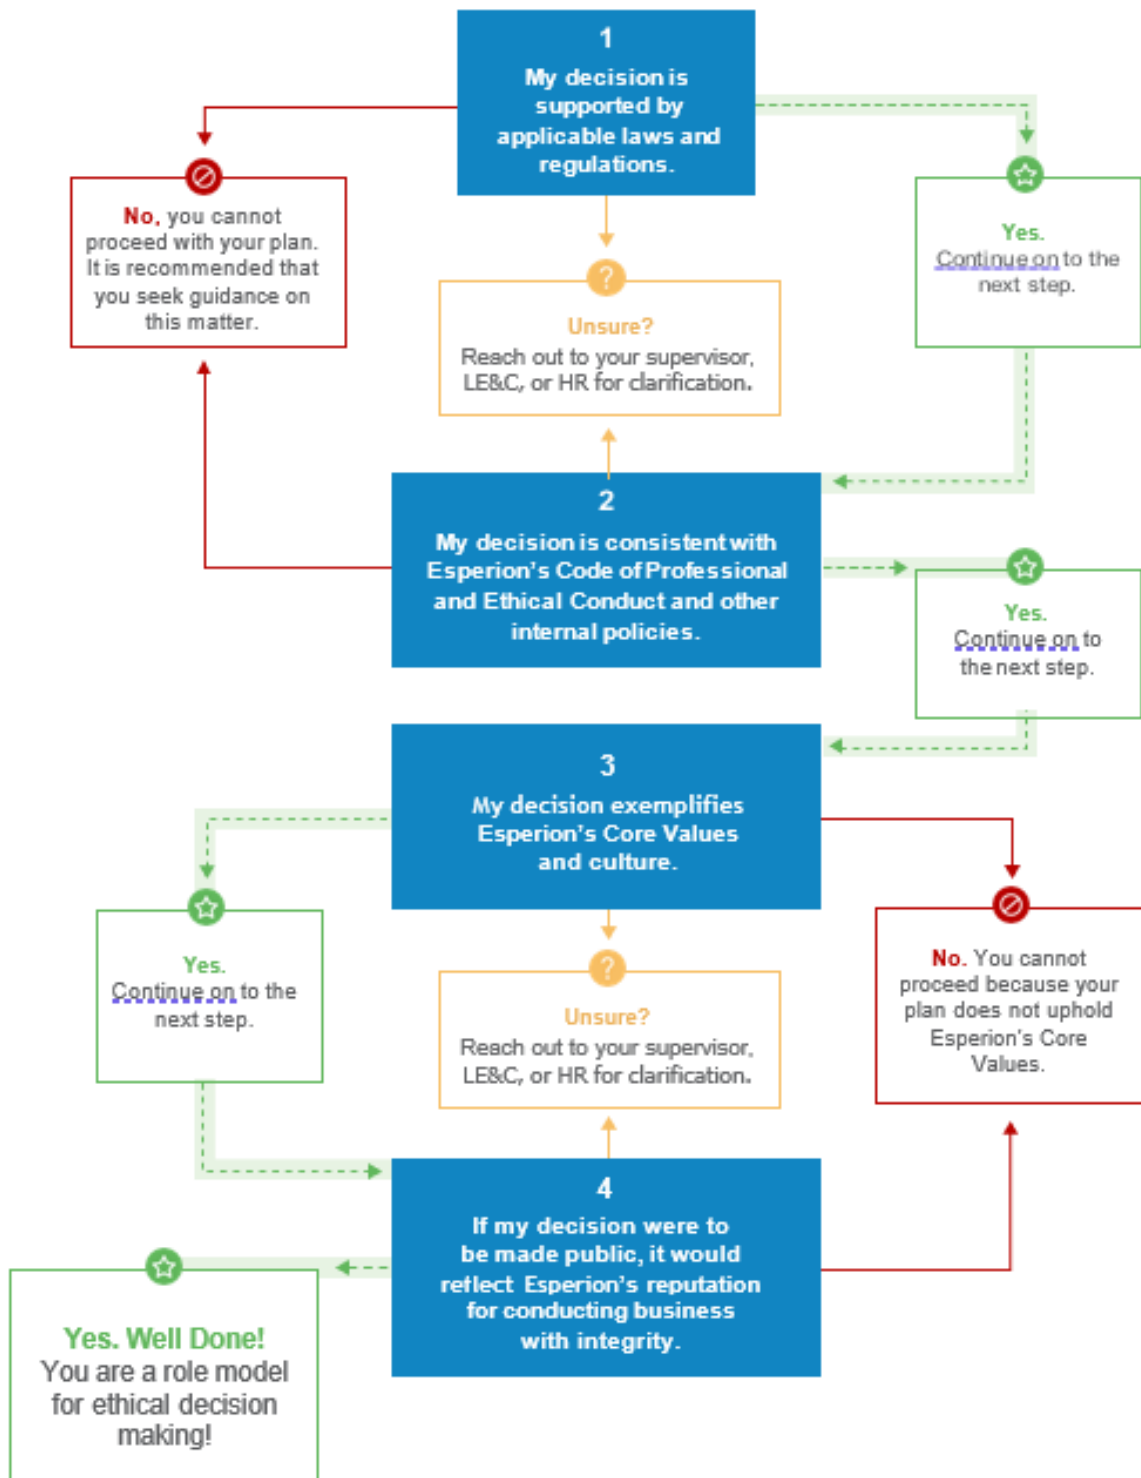 1
My decision is
supported by
applicable laws and
regulations.
No, you cannot
proceed with your plan.
It is recommended that
you seek guidance on
this matter.
Yes.
Continue on to the
next step.
?
Unsure?
Reach out to your supervisor,
LE&C, or HR for clarification.
2
My decision is consistent with
Esperion's Code of Professional
and Ethical Conduct and other
internal policies.
Yes.
Continue on to
the next step.
3
My decision exemplifies
Esperion's Core Values
and culture.
Yes.
Continue on to the
next step.
?
Unsure?
Reach out to your supervisor,
LE&C, or HR for clarification.
No. You cannot
proceed because your
plan does not uphold
Esperion's Core
Values.
4
If my decision were to
be made public, it would
reflect Esperion's reputation
for conducting business
with integrity.
Yes. Well Done!
You are a role model
for ethical decision
making!